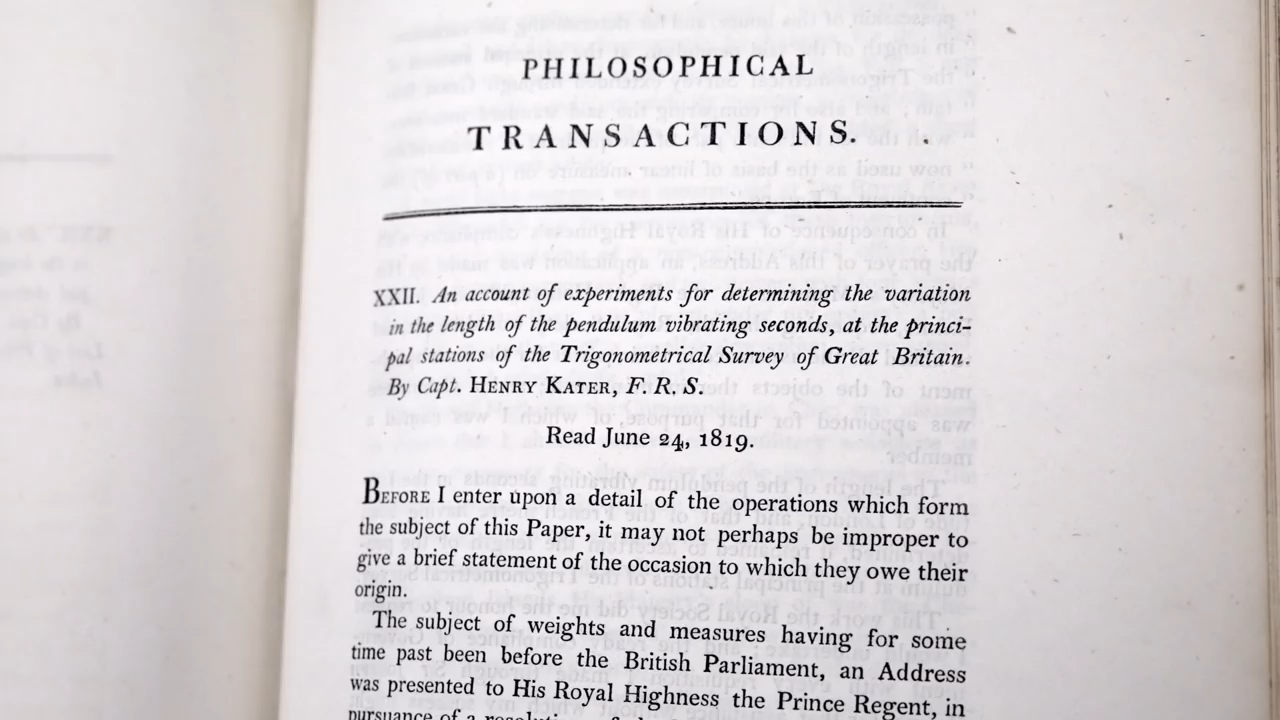 PHILOSOPHICAL
TRANSACTIONS.
XXII. An account of experiments for determining the variation
in the length of the pendulum vibrating seconds, at the princi-
pal stations of the Trigonometrical Survey of Great Britain.
By Capt. HENRY KATER, F. R. S.
Read June 24, 1819.
BEFORE I enter upon a detail of the operations which form
the subject of this Paper, it may not perhaps be improper to
give a brief statement of the occasion to which they owe their
origin.
The subject of weights and measures having for some
time past been before the British Parliament, an Address
was presented to His Royal Highness the Prince Regent, in
pursuance of a